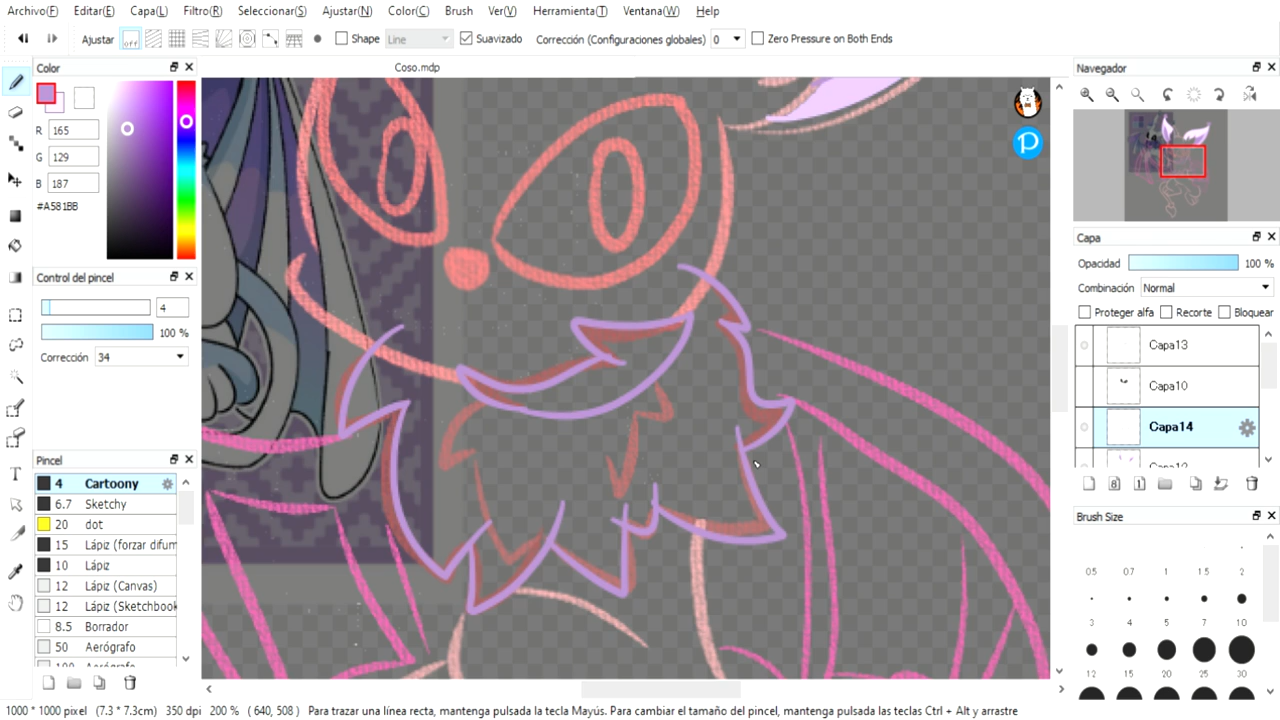 Archivo(F) Editar(E) Capa(L) Filtro(R) Seleccionar(S) Ajustar(N) Color(C) Brush Ver(V) Herramienta(T) Ventana(W) Help
Ajustar off Shape Line Suavizado Corrección (Configuraciones globales) 0 Zero Pressure on Both Ends
Color
Coso.mdp
Navegador
R 165
G 129
B 187
#A581BB
Capa
Opacidad 100 %
Combinación Normal
Proteger alfa Recorte Bloquear
Capa13
Capa10
Capa14
Control del pincel
4
100 %
Corrección 34
Pincel
4 Cartoony
6.7 Sketchy
20 dot
15 Lápiz (forzar difum
10 Lápiz
12 Lápiz (Canvas)
12 Lápiz (Sketchbook
8.5 Borrador
50 Aerógrafo
Brush Size
0.5 0.7 1 1.5 2
3 4 5 7 10
12 15 20 25 30
1000 * 1000 pixel (7.3 * 7.3cm) 350 dpi 200 % ( 640, 508 ) Para trazar una línea recta, mantenga pulsada la tecla Mayús. Para cambiar el tamaño del pincel, mantenga pulsadas las teclas Ctrl + Alt y arrastre